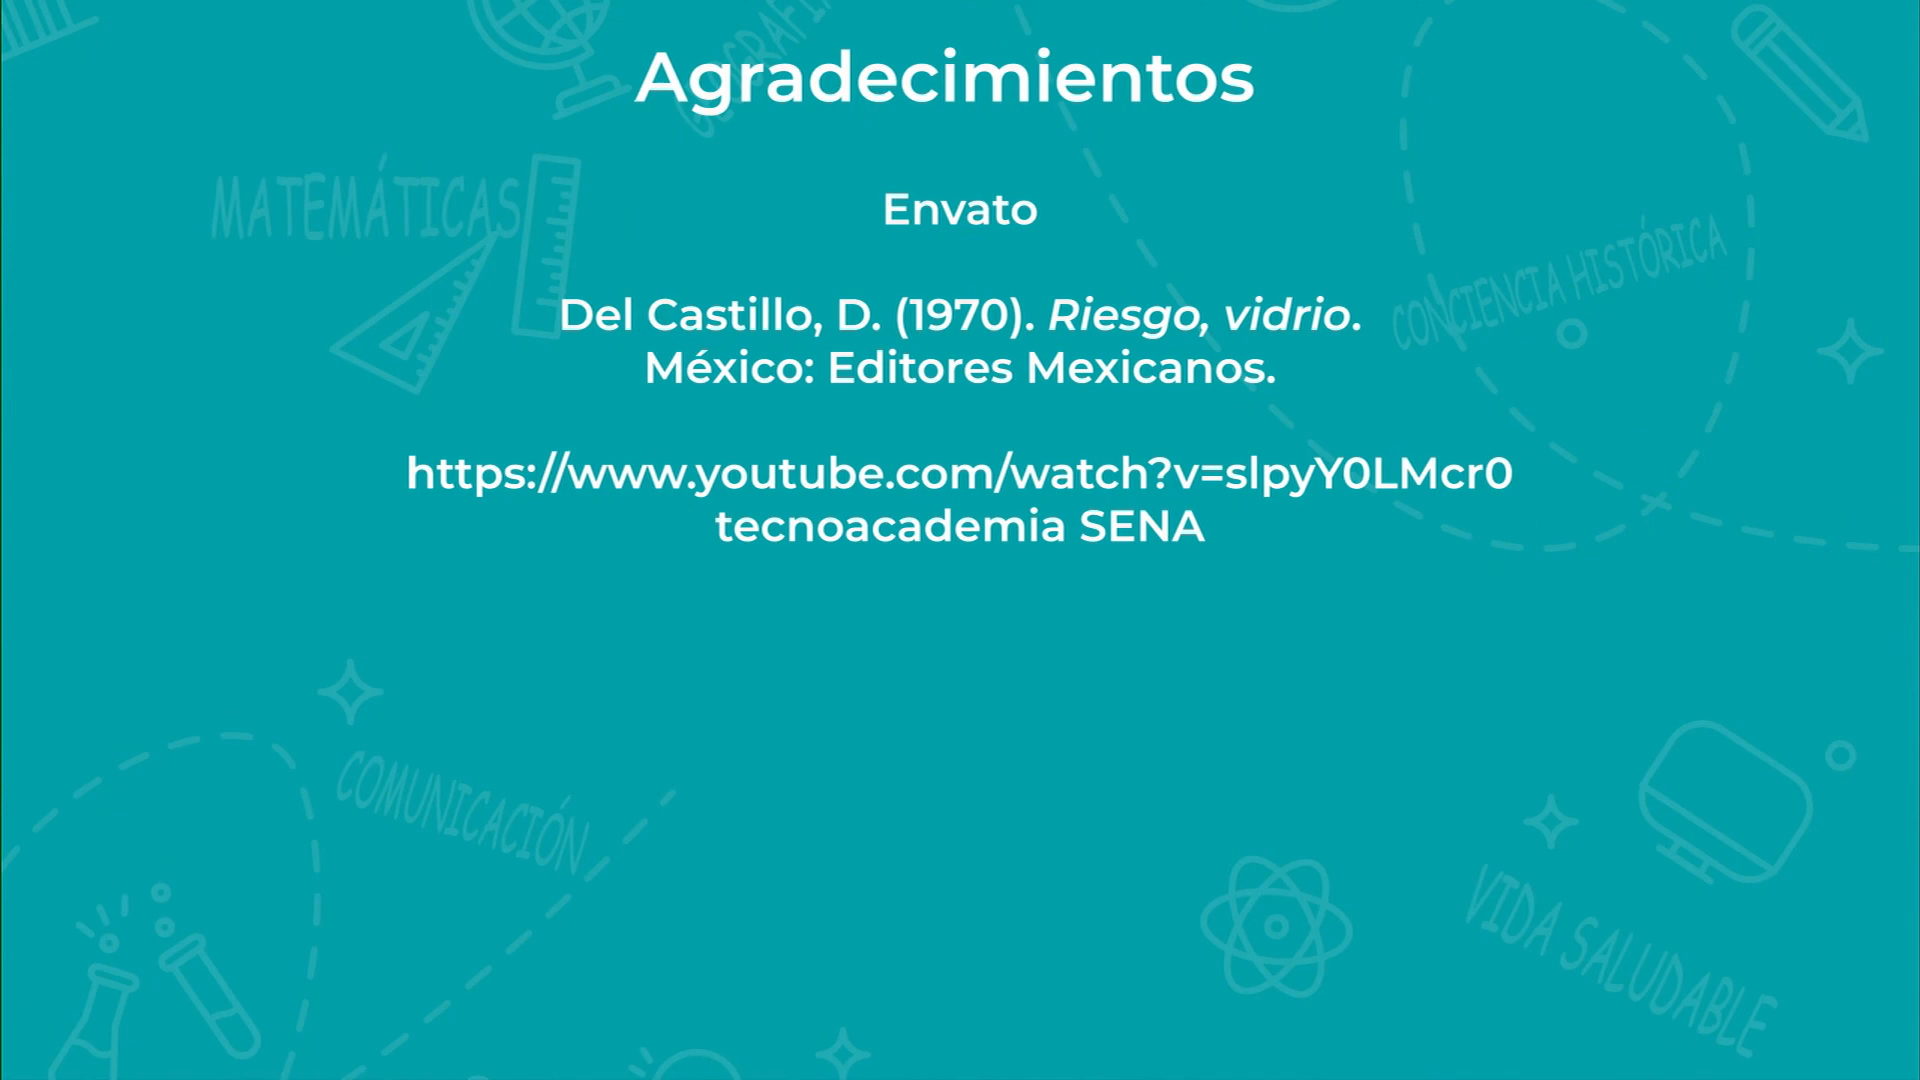 Agradecimientos
GEOGRAFÍA
MATEMÁTICAS
Envato
CONCIENCIA HISTÓRICA
Del Castillo, D. (1970). Riesgo, vidrio.
México: Editores Mexicanos.
https://www.youtube.com/watch?v=slpyY0LMcr0
tecnoacademia SENA
COMUNICACIÓN
VIDA SALUDABLE